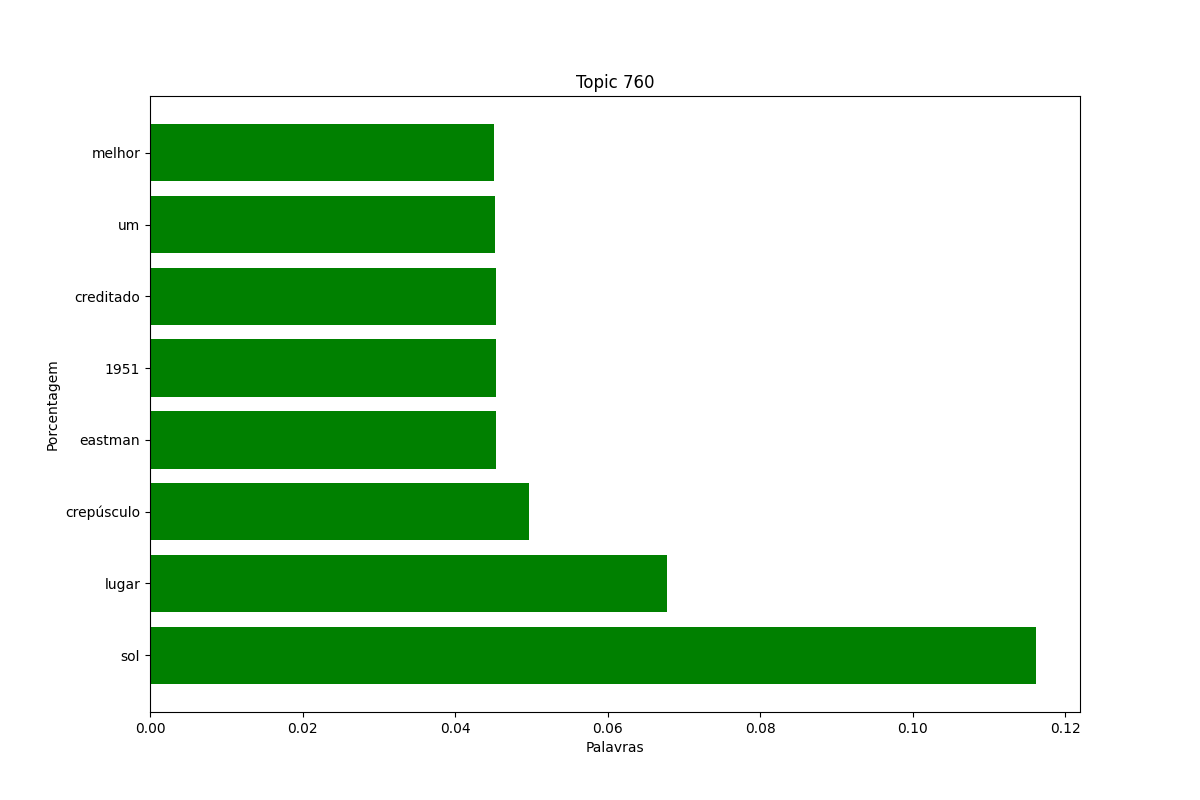 Topic 760
melhor
um
creditado
1951
eastman
crepúsculo
lugar
sol
Porcentagem
0.00 0.02 0.04 0.06 0.08 0.10 0.12
Palavras